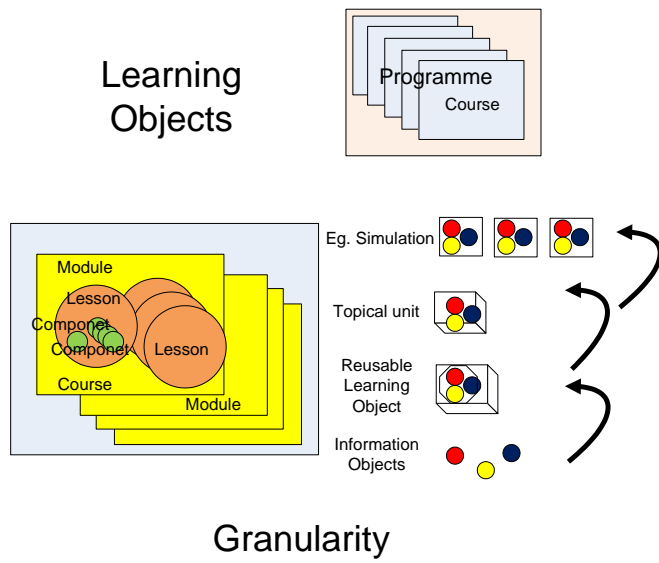 Learning
Objects
Programme
Course
Module
Lesson
Componet
Componet
Lesson
Course
Module
Eg. Simulation
Topical unit
Reusable
Learning
Object
Information
Objects
Granularity